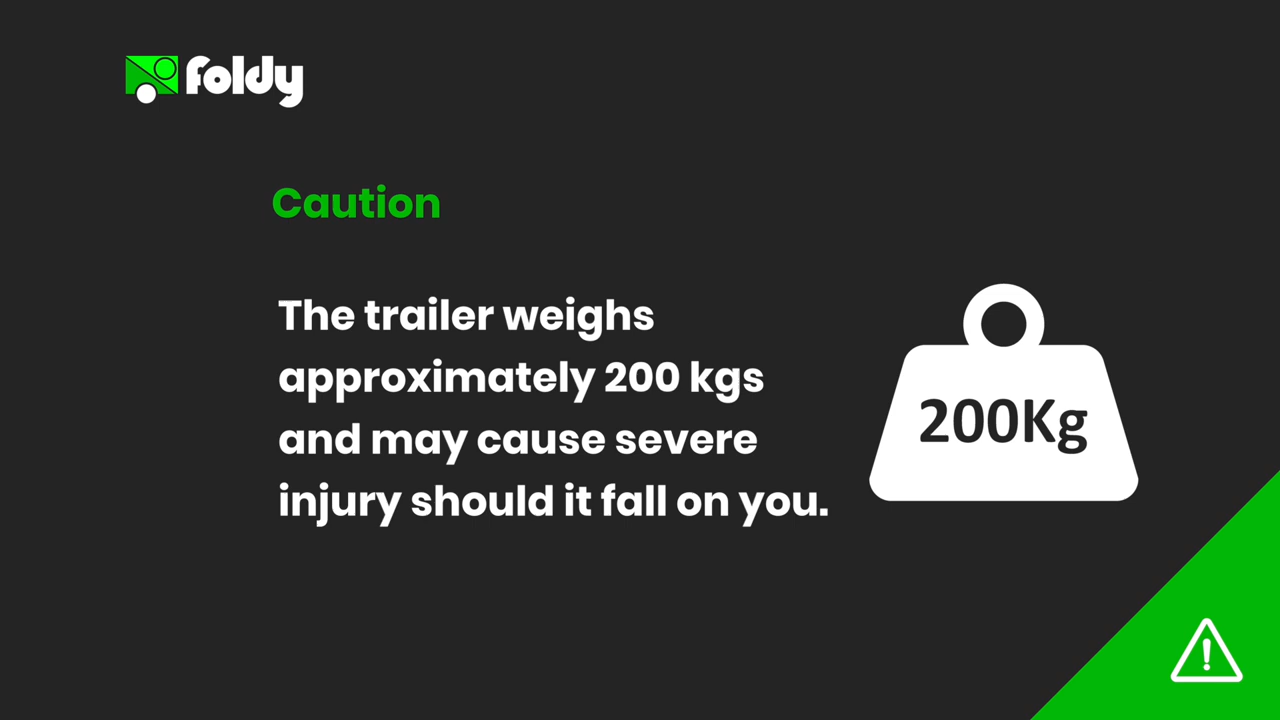 foldy
Caution
The trailer weighs
approximately 200 kgs
and may cause severe
injury should it fall on you.
200Kg